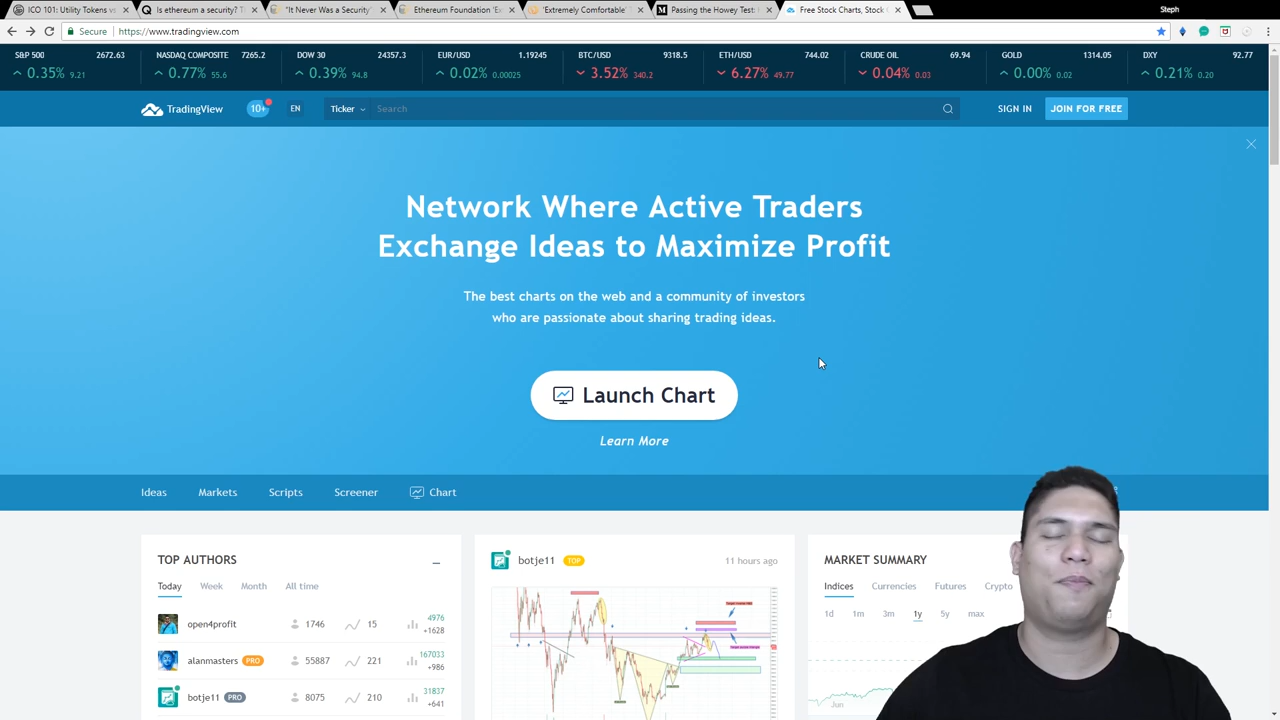 ICO 101: Utility Tokens vs
Is ethereum a security? Th
"It Never Was a Security"
Ethereum Foundation 'Ex
'Extremely Comfortable'
Passing the Howey Test:
Free Stock Charts, Stock
Steph
Secure
https://www.tradingview.com
S&P 500 2672.63
0.35% 9.21
NASDAQ COMPOSITE 7265.2
0.77% 55.6
DOW 30 24357.3
0.39% 94.8
EUR/USD 1.19245
0.02% 0.00025
BTC/USD 9318.5
3.52% 340.2
ETH/USD 744.02
6.27% 49.77
CRUDE OIL 69.94
0.04% 0.03
GOLD 1314.05
0.00% 0.02
DXY 92.77
0.21% 0.20
TradingView
10+
EN
Ticker
Search
SIGN IN
JOIN FOR FREE
Network Where Active Traders
Exchange Ideas to Maximize Profit
The best charts on the web and a community of investors
who are passionate about sharing trading ideas.
Launch Chart
Learn More
Ideas
Markets
Scripts
Screener
Chart
TOP AUTHORS
Today Week Month All time
open4profit 1746 15 4976
+1628
alanmasters PRO 55887 221 167033
+986
botje11 PRO 8075 210 31837
+641
botje11 TOP 11 hours ago
MARKET SUMMARY
Indices Currencies Futures Crypto
1d 1m 3m 1y 5y max
Jun